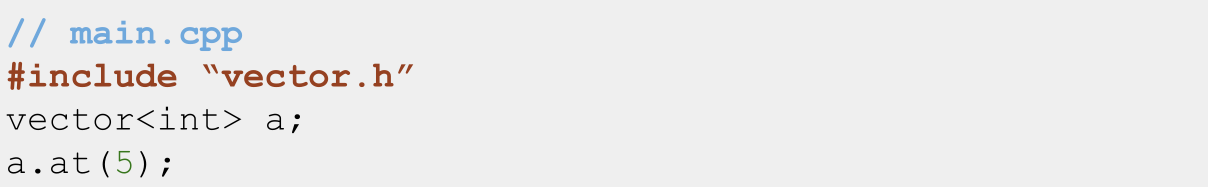 // main.cpp
#include “vector.h”
vector<int> a;
a.at(5);